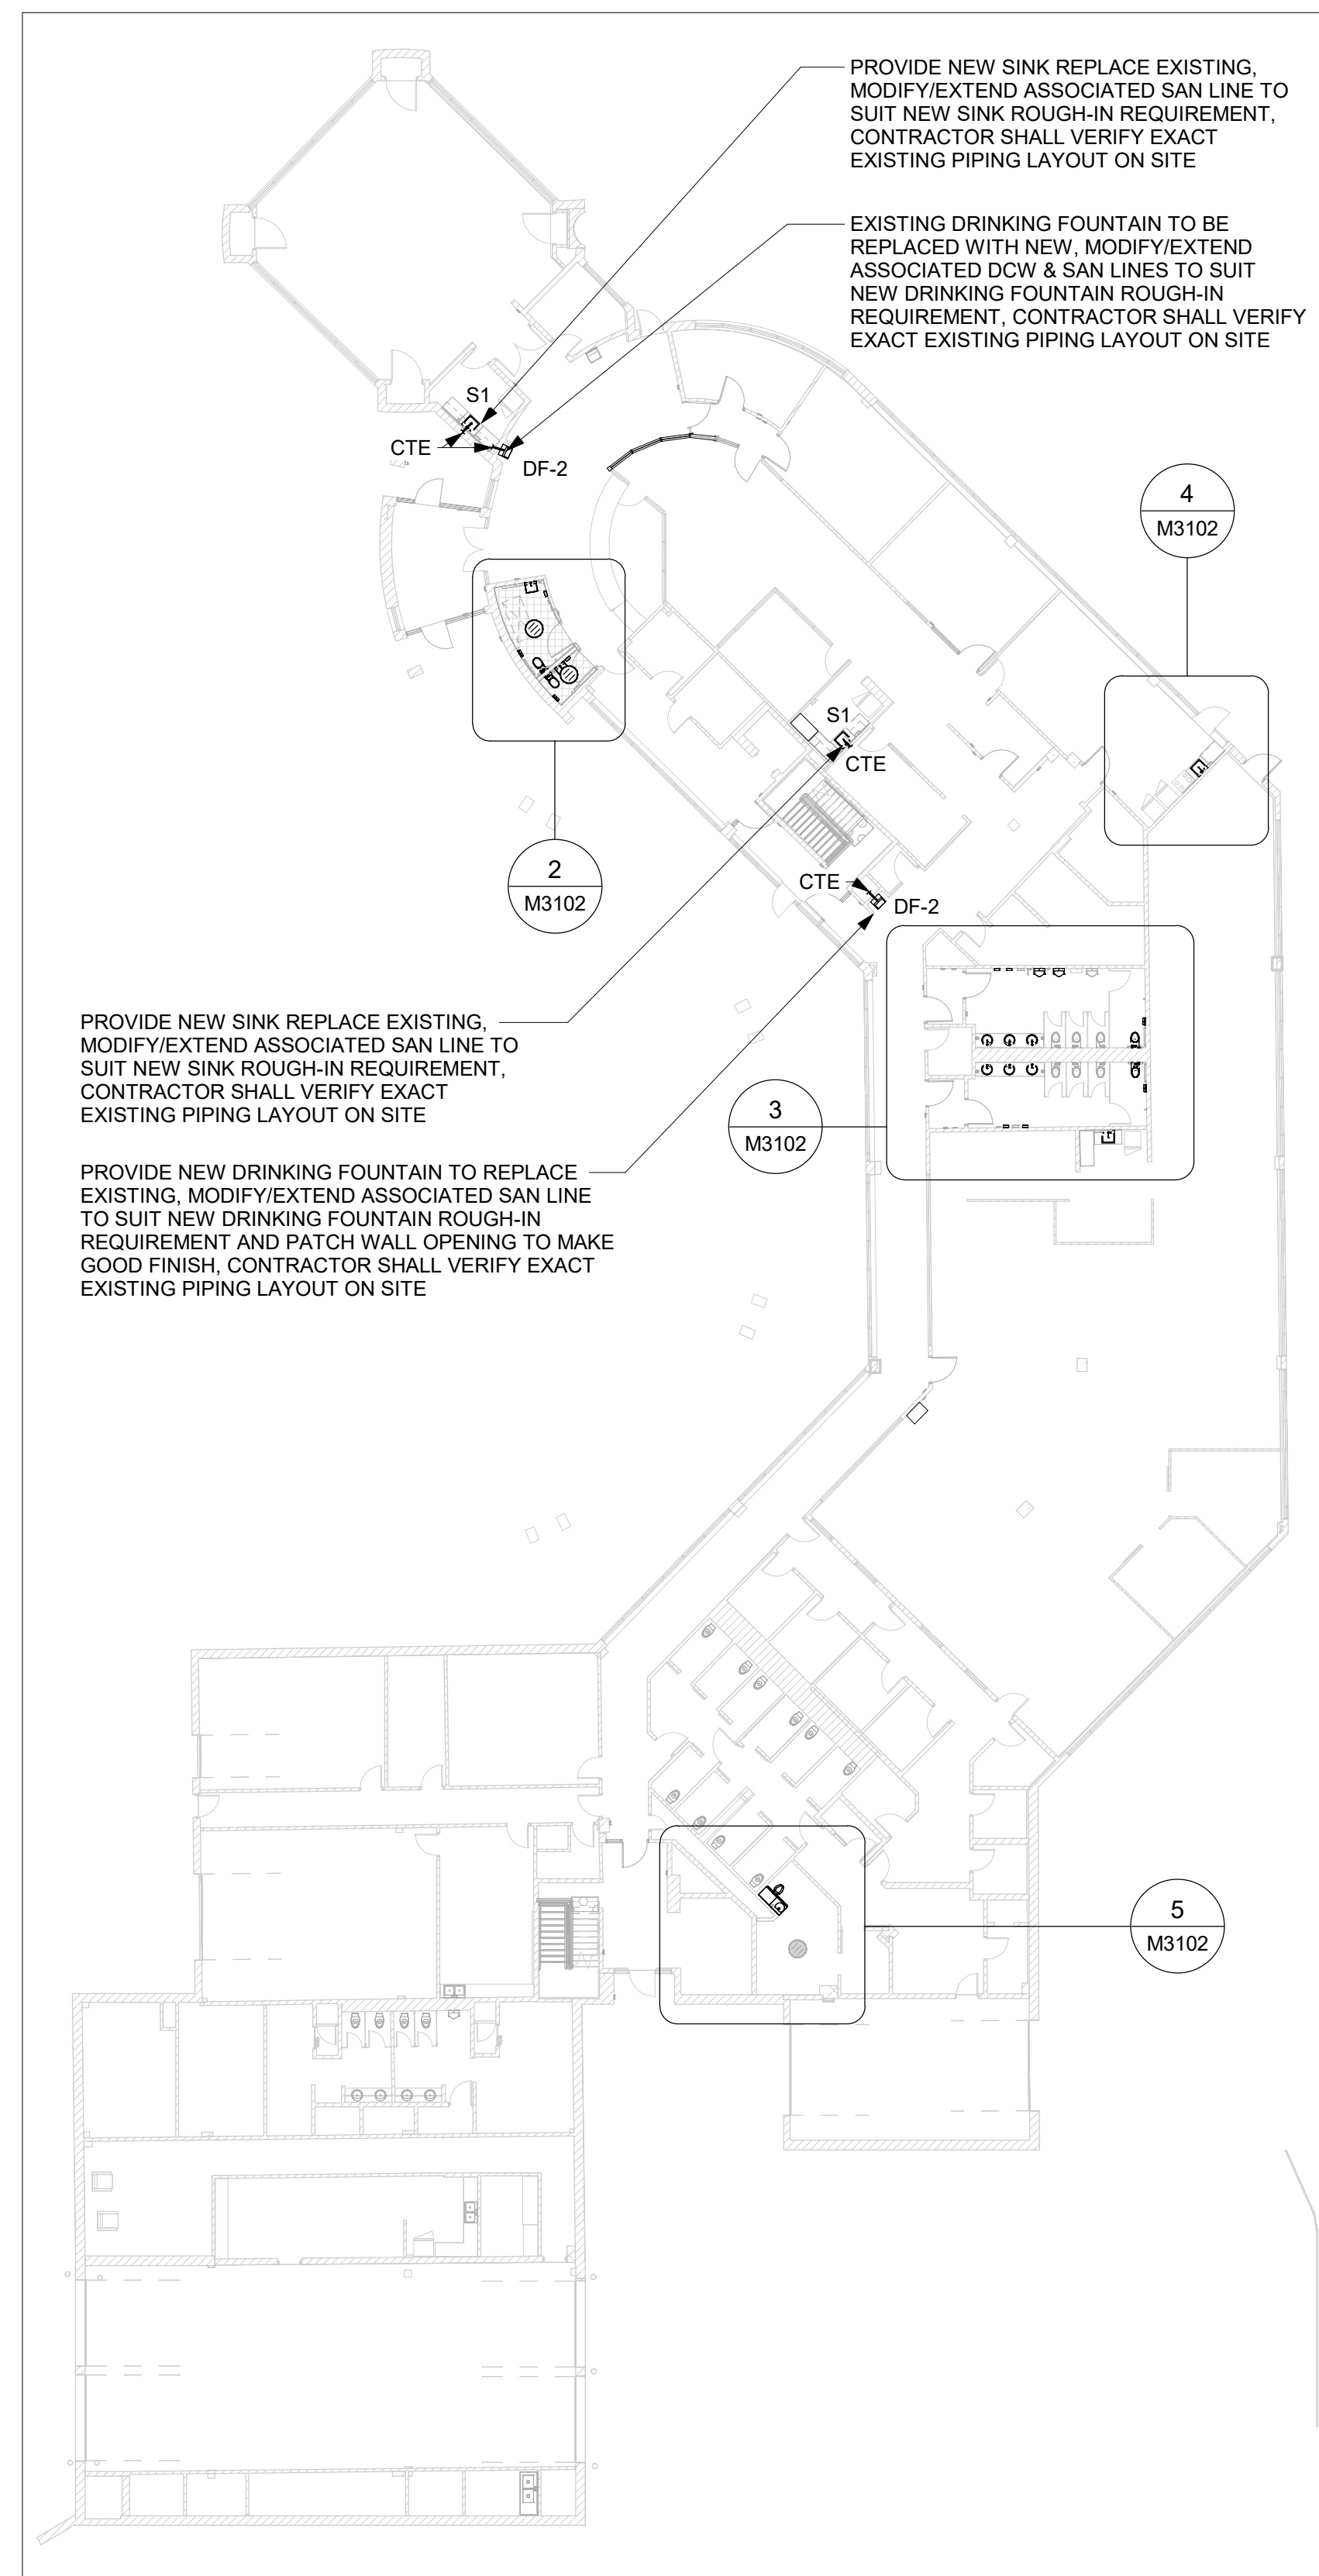 PROVIDE NEW SINK REPLACE EXISTING,
MODIFY/EXTEND ASSOCIATED SAN LINE TO
SUIT NEW SINK ROUGH-IN REQUIREMENT,
CONTRACTOR SHALL VERIFY EXACT
EXISTING PIPING LAYOUT ON SITE
EXISTING DRINKING FOUNTAIN TO BE
REPLACED WITH NEW, MODIFY/EXTEND
ASSOCIATED DCW & SAN LINES TO SUIT
NEW DRINKING FOUNTAIN ROUGH-IN
REQUIREMENT, CONTRACTOR SHALL VERIFY
EXACT EXISTING PIPING LAYOUT ON SITE
S1
CTE
DF-2
4
M3102
S1
CTE
2
M3102
CTE
DF-2
PROVIDE NEW SINK REPLACE EXISTING,
MODIFY/EXTEND ASSOCIATED SAN LINE TO
SUIT NEW SINK ROUGH-IN REQUIREMENT,
CONTRACTOR SHALL VERIFY EXACT
EXISTING PIPING LAYOUT ON SITE
3
M3102
PROVIDE NEW DRINKING FOUNTAIN TO REPLACE
EXISTING, MODIFY/EXTEND ASSOCIATED SAN LINE
TO SUIT NEW DRINKING FOUNTAIN ROUGH-IN
REQUIREMENT AND PATCH WALL OPENING TO MAKE
GOOD FINISH, CONTRACTOR SHALL VERIFY EXACT
EXISTING PIPING LAYOUT ON SITE
5
M3102